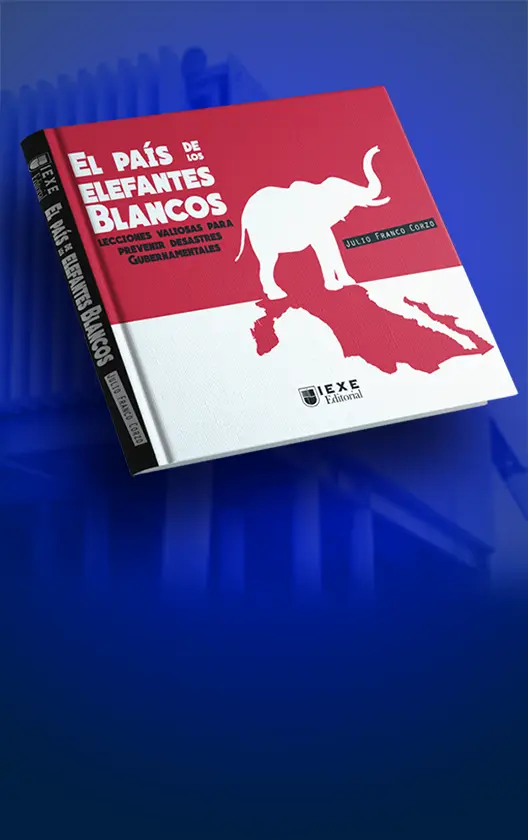 EL PAÍS DE LOS
ELEFANTES
BLANCOS
LECCIONES VALIOSAS PARA
PREVENIR DESASTRES
GUBERNAMENTALES
JULIO FRANCO CORZO
IEXE
Editorial
IEXE
Editorial
EL PAÍS DE LOS ELEFANTES BLANCOS
JULIO FRANCO CORZO